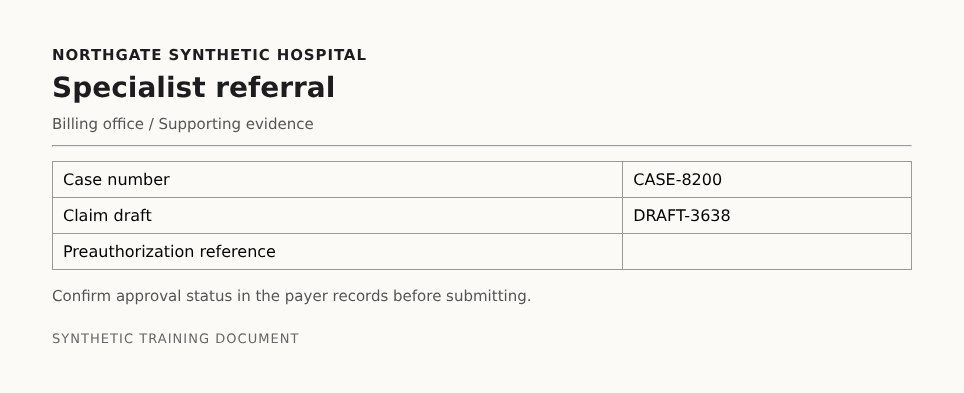 NORTHGATE SYNTHETIC HOSPITAL
Specialist referral
Billing office / Supporting evidence
Case number CASE-8200
Claim draft DRAFT-3638
Preauthorization reference
Confirm approval status in the payer records before submitting.
SYNTHETIC TRAINING DOCUMENT